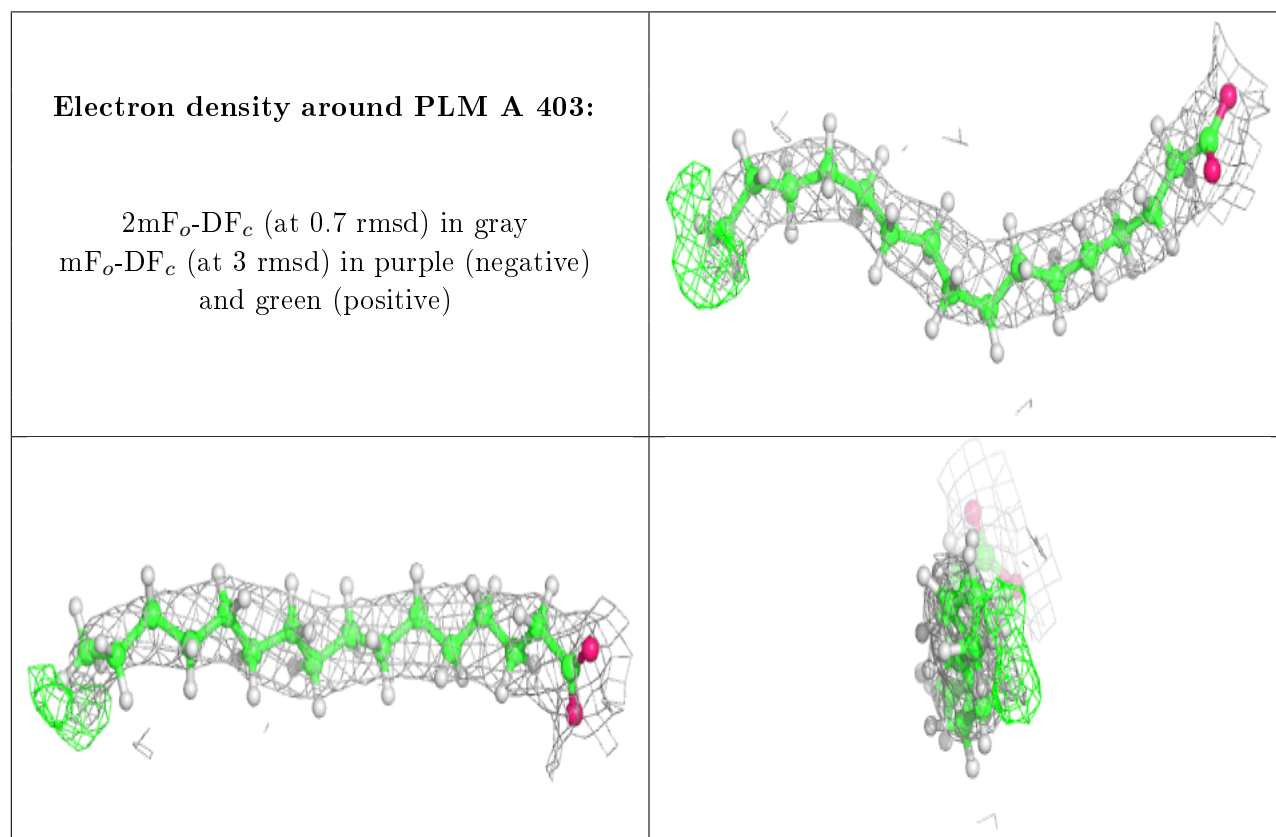 Electron density around PLM A 403:
2mFo-DFc (at 0.7 rmsd) in gray
mFo-DFc (at 3 rmsd) in purple (negative)
and green (positive)